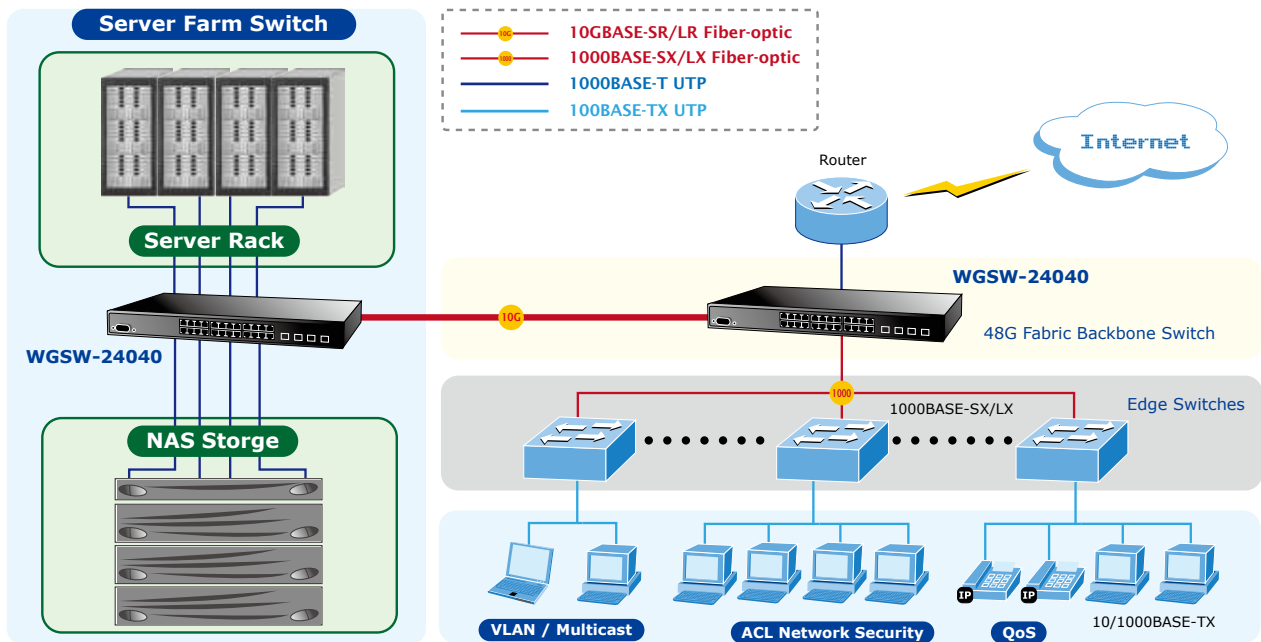 Server Farm Switch
Server Rack
WGSW-24040
NAS Storge
10G 10GBASE-SR/LR Fiber-optic
1000 1000BASE-SX/LX Fiber-optic
1000BASE-T UTP
100BASE-TX UTP
Internet
Router
WGSW-24040
10G
48G Fabric Backbone Switch
1000
1000BASE-SX/LX
Edge Switches
IP
IP
10/1000BASE-TX
VLAN / Multicast
ACL Network Security
QoS